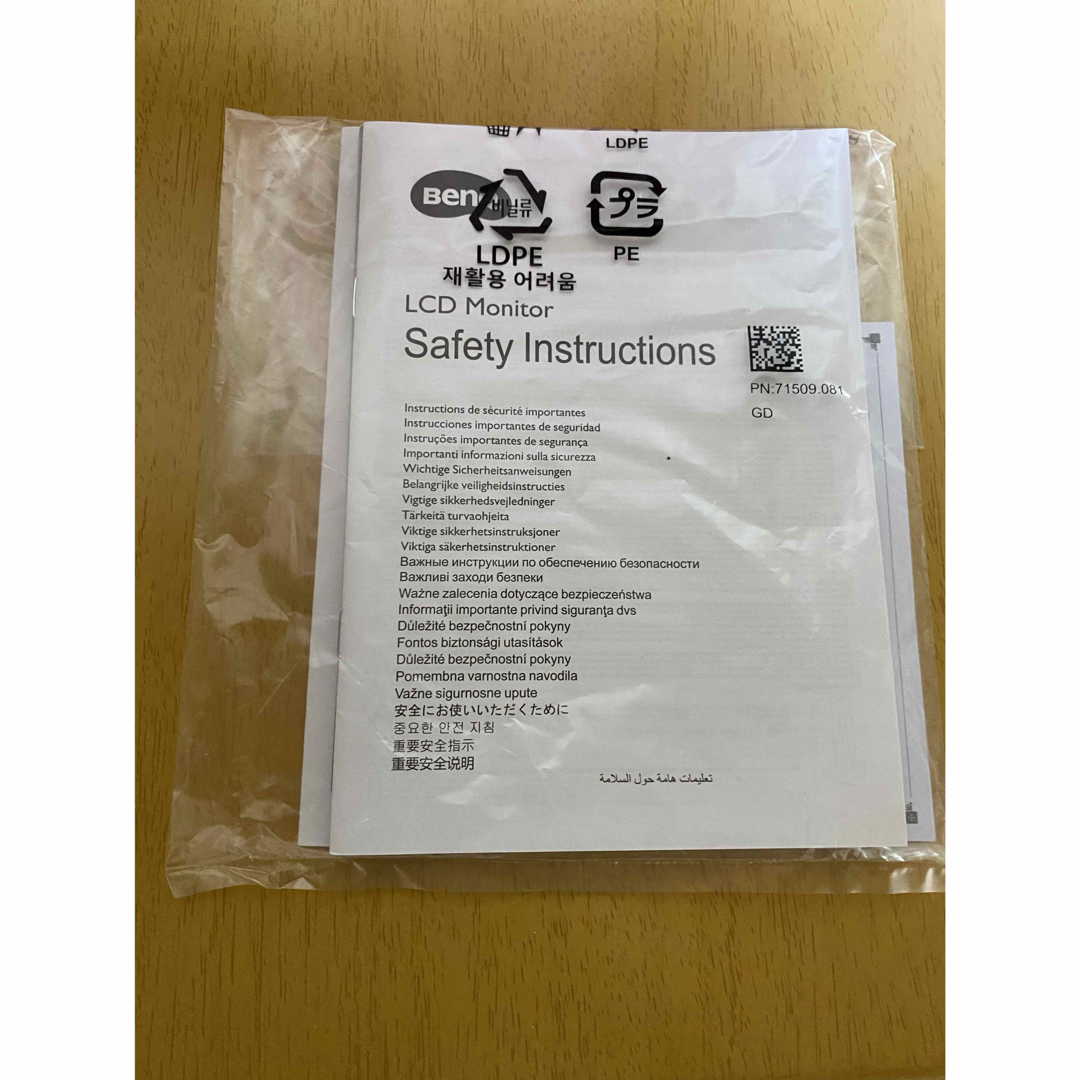 LDPE
Ben
비닐류
プラ
LDPE
PE
재활용 어려움
LCD Monitor
Safety Instructions
PN:71509.081
GD
Instructions de sécurité importantes
Instrucciones importantes de seguridad
Instruções importantes de segurança
Importanti informazioni sulla sicurezza
Wichtige Sicherheitsanweisungen
Belangrijke veiligheidsinstructies
Vigtige sikkerhedsvejledninger
Tärkeitä turvaohjeita
Viktige sikkerhetsinstruksjoner
Viktiga säkerhetsinstruktioner
Важные инструкции по обеспечению безопасности
Важливі заходи безпеки
Ważne zalecenia dotyczące bezpieczeństwa
Informaţii importante privind siguranţa dvs
Důležité bezpečnostní pokyny
Fontos biztonsági utasítások
Důležité bezpečnostní pokyny
Pomembna varnostna navodila
Važne sigurnosne upute
安全にお使いいただくために
중요한 안전 지침
重要安全指示
重要安全说明
تعليمات هامة حول السلامة